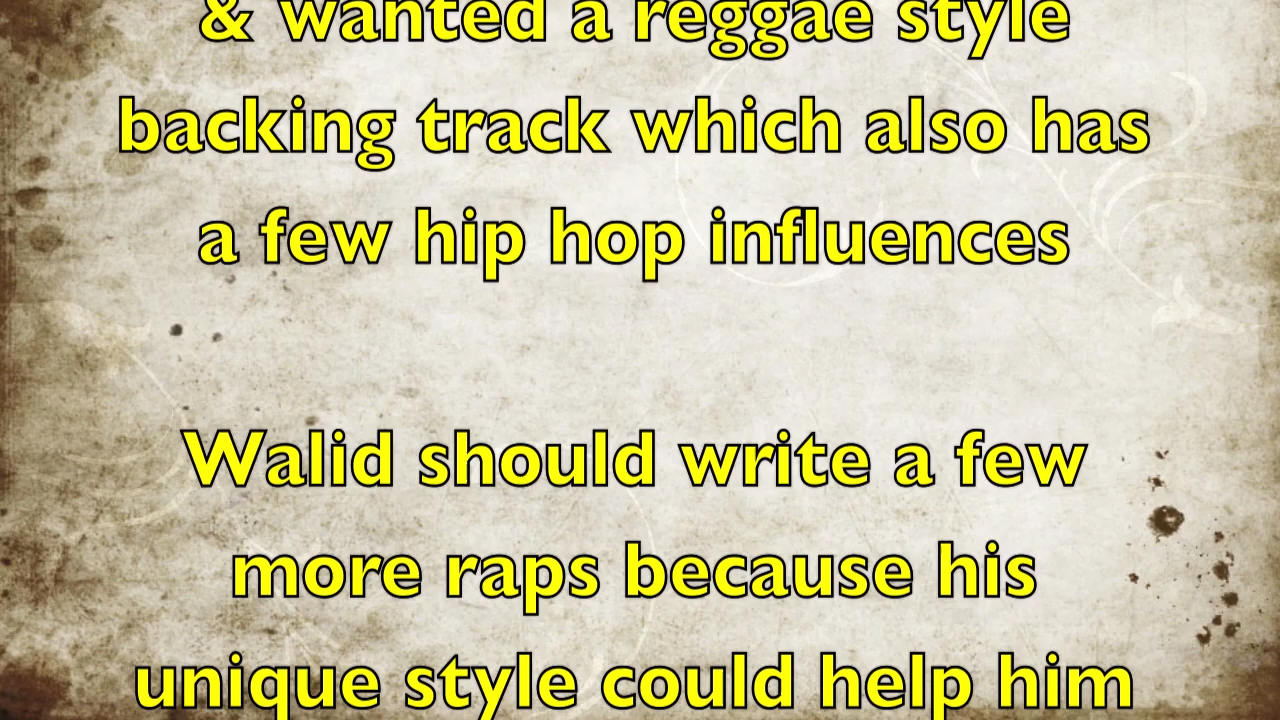 & wanted a reggae style
backing track which also has
a few hip hop influences
Walid should write a few
more raps because his
unique style could help him